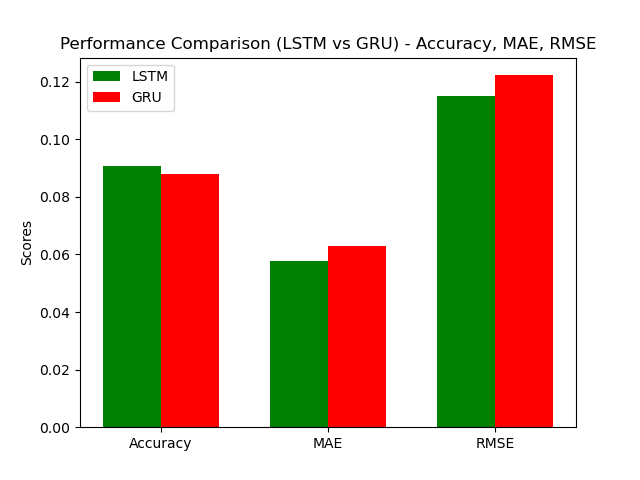 Performance Comparison (LSTM vs GRU) - Accuracy, MAE, RMSE
LSTM
GRU
Scores
0.12
0.10
0.08
0.06
0.04
0.02
0.00
Accuracy MAE RMSE